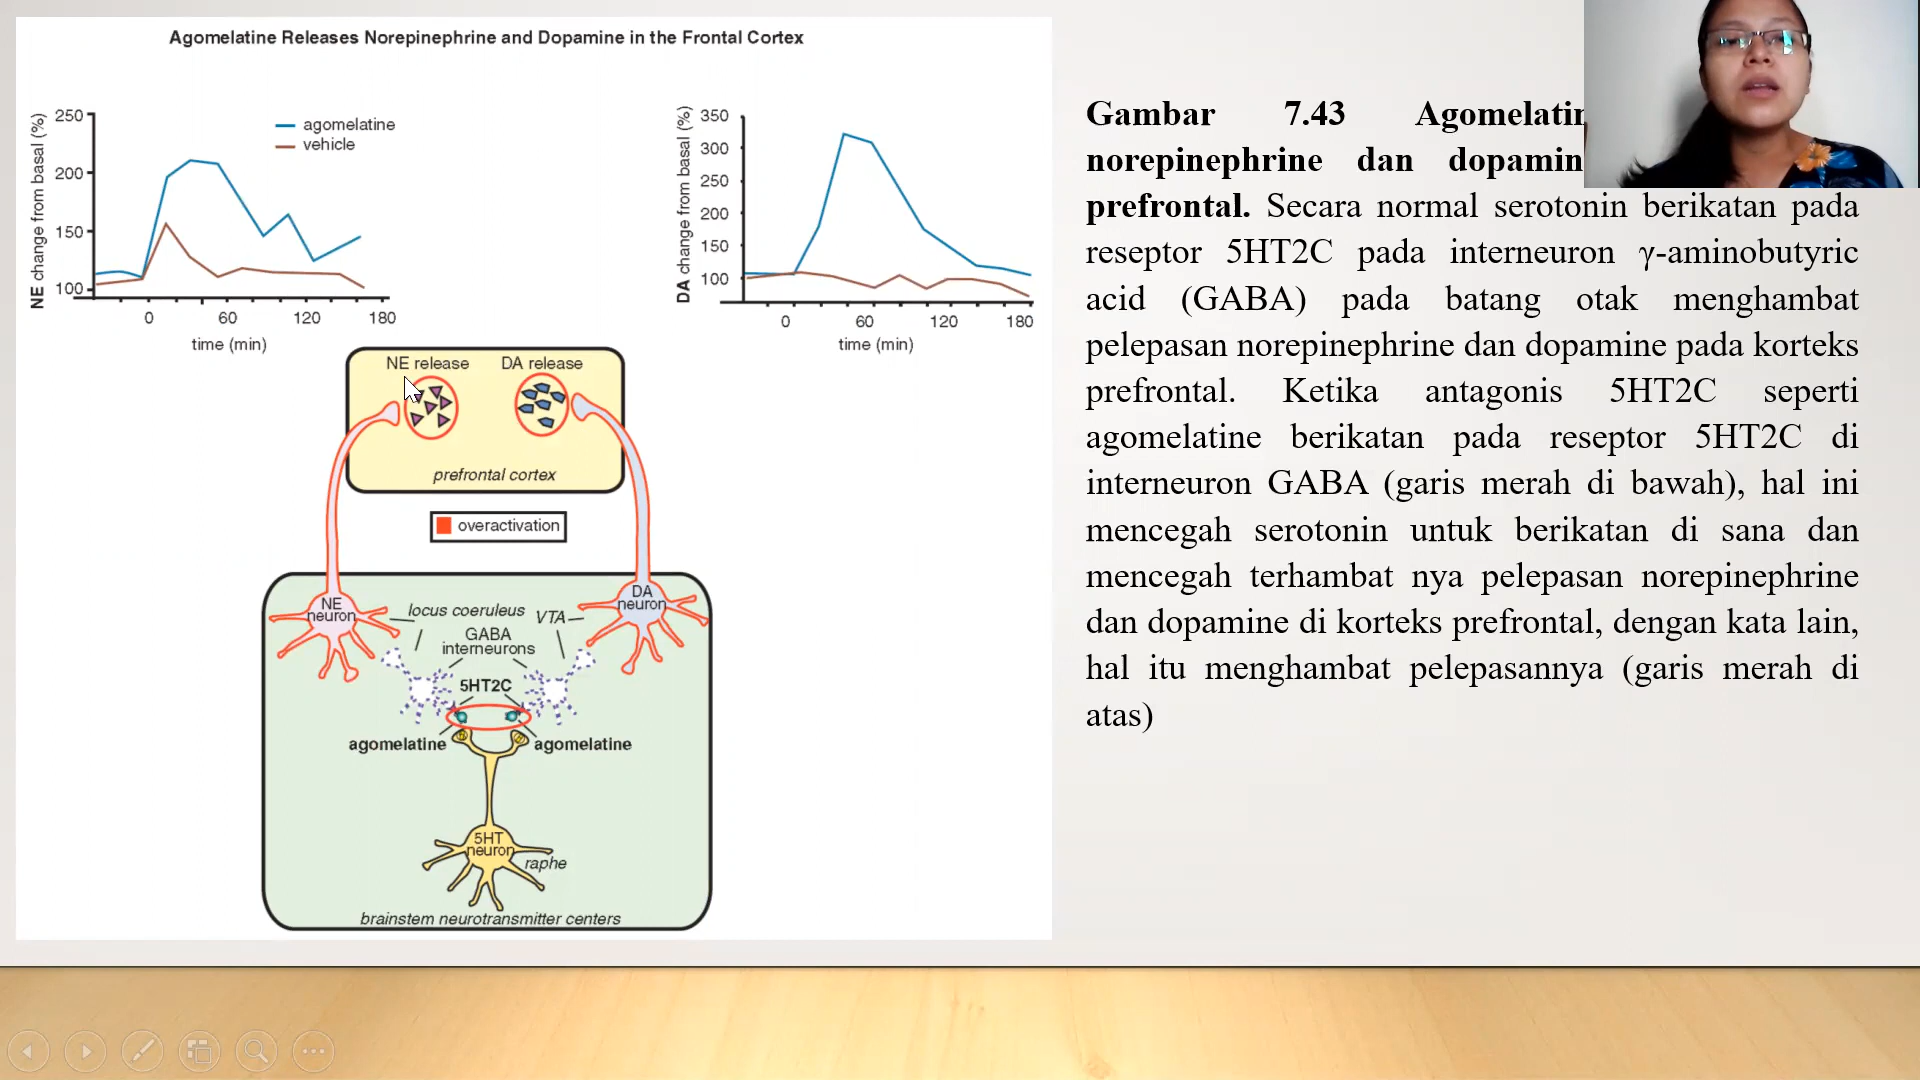 Agomelatine Releases Norepinephrine and Dopamine in the Frontal Cortex
NE change from basal (%)
250
200
150
100
agomelatine
vehicle
0 60 120 180
time (min)
DA change from basal (%)
350
300
250
200
150
100
0 60 120 180
time (min)
NE release DA release
prefrontal cortex
overactivation
NE neuron
locus coeruleus
VTA
DA neuron
GABA
interneurons
5HT2C
agomelatine agomelatine
5HT
neuron
raphe
brainstem neurotransmitter centers
Gambar 7.43
norepinephrine dan dopamin
prefrontal. Secara normal serotonin berikatan pada
reseptor 5HT2C pada interneuron γ-aminobutyric
acid (GABA) pada batang otak menghambat
pelepasan norepinephrine dan dopamine pada korteks
prefrontal. Ketika antagonis 5HT2C seperti
agomelatine berikatan pada reseptor 5HT2C di
interneuron GABA (garis merah di bawah), hal ini
mencegah serotonin untuk berikatan di sana dan
mencegah terhambat nya pelepasan norepinephrine
dan dopamine di korteks prefrontal, dengan kata lain,
hal itu menghambat pelepasannya (garis merah di
atas)